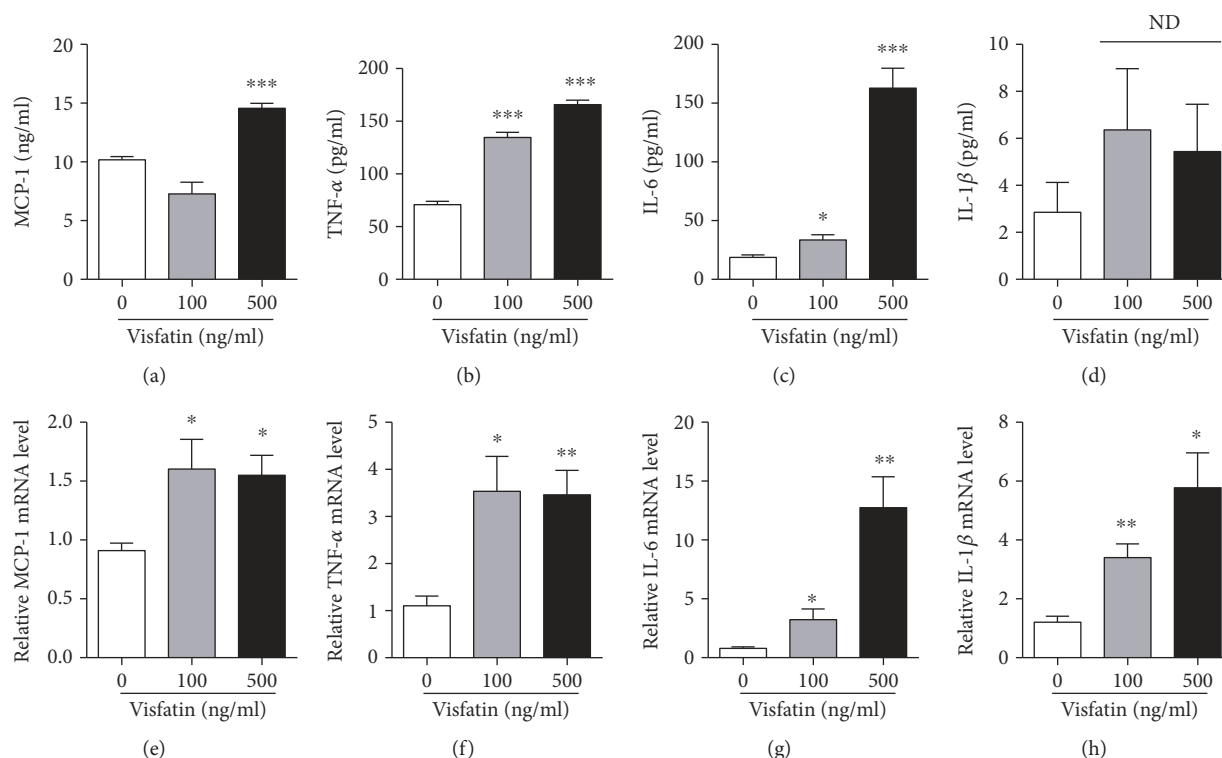 MCP-1 (ng/ml)
20
15
10
5
0
***
0 100 500
Visfatin (ng/ml)
(a)
TNF-α (pg/ml)
200
150
100
50
0
***
***
0 100 500
Visfatin (ng/ml)
(b)
IL-6 (pg/ml)
200
150
100
50
0
*
***
0 100 500
Visfatin (ng/ml)
(c)
ND
IL-1β (pg/ml)
10
8
6
4
2
0
0 100 500
Visfatin (ng/ml)
(d)
Relative MCP-1 mRNA level
2.0
1.5
1.0
0.5
0.0
*
*
0 100 500
Visfatin (ng/ml)
(e)
Relative TNF-α mRNA level
5
4
3
2
1
0
*
**
0 100 500
Visfatin (ng/ml)
(f)
Relative IL-6 mRNA level
20
15
10
5
0
*
**
0 100 500
Visfatin (ng/ml)
(g)
Relative IL-1β mRNA level
8
6
4
2
0
**
*
0 100 500
Visfatin (ng/ml)
(h)